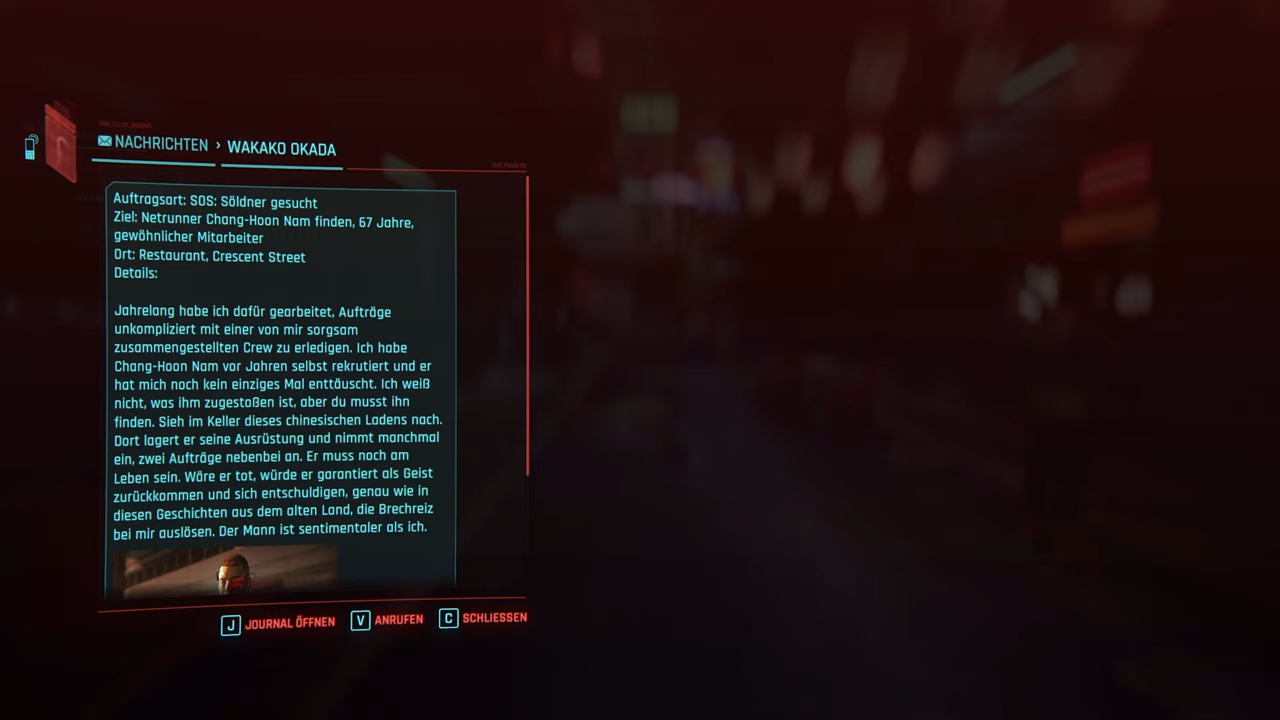 NACHRICHTEN › WAKAKO OKADA
Auftragsart: SOS: Söldner gesucht
Ziel: Netrunner Chang-Hoon Nam finden, 67 Jahre,
gewöhnlicher Mitarbeiter
Ort: Restaurant, Crescent Street
Details:
Jahrelang habe ich dafür gearbeitet, Aufträge
unkompliziert mit einer von mir sorgsam
zusammengestellten Crew zu erledigen. Ich habe
Chang-Hoon Nam vor Jahren selbst rekrutiert und er
hat mich noch kein einziges Mal enttäuscht. Ich weiß
nicht, was ihm zugestoßen ist, aber du musst ihn
finden. Sieh im Keller dieses chinesischen Ladens nach.
Dort lagert er seine Ausrüstung und nimmt manchmal
ein, zwei Aufträge nebenbei an. Er muss noch am
Leben sein. Wäre er tot, würde er garantiert als Geist
zurückkommen und sich entschuldigen, genau wie in
diesen Geschichten aus dem alten Land, die Brechreiz
bei mir auslösen. Der Mann ist sentimentaler als ich.
J JOURNAL ÖFFNEN V ANRUFEN C SCHLIESSEN